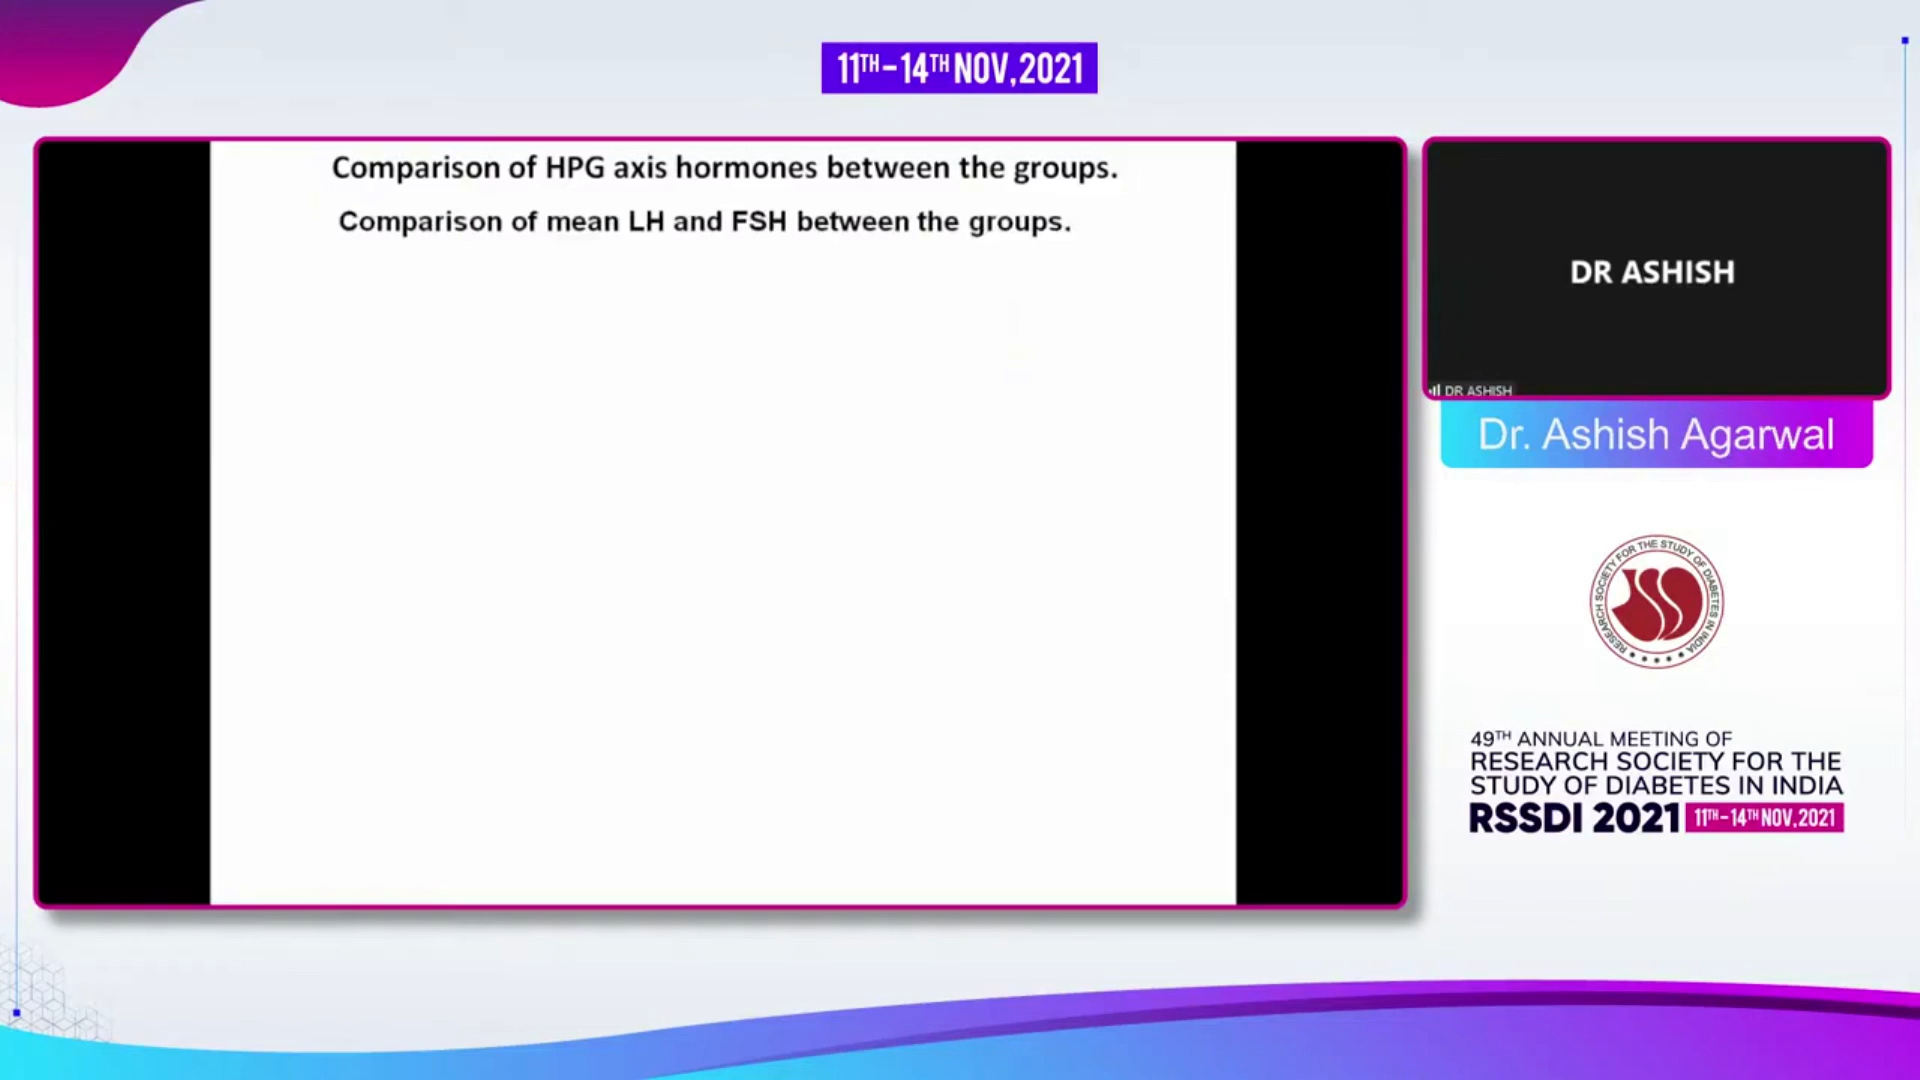 11TH-14TH NOV,2021
Comparison of HPG axis hormones between the groups.
Comparison of mean LH and FSH between the groups.
DR ASHISH
DR ASHISH
Dr. Ashish Agarwal
RESEARCH SOCIETY FOR THE STUDY OF DIABETES IN INDIA
49TH ANNUAL MEETING OF
RESEARCH SOCIETY FOR THE
STUDY OF DIABETES IN INDIA
RSSDI 2021 11TH-14TH NOV,2021